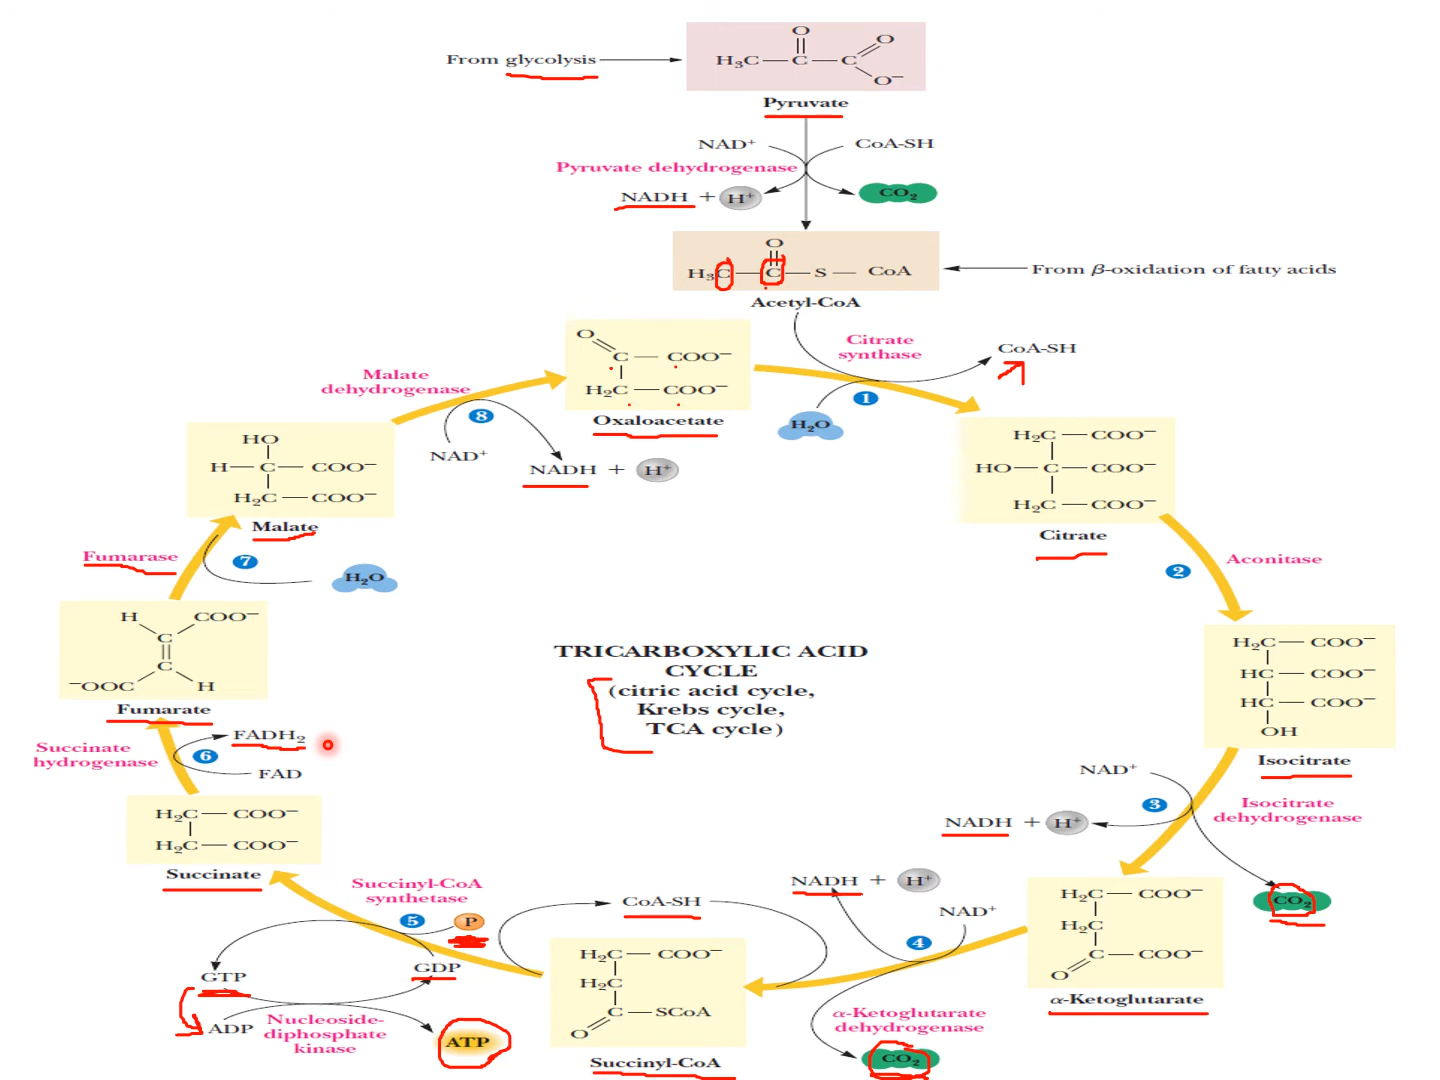 From glycolysis
O
O
H₃C — C — C
O⁻
Pyruvate
NAD⁺
CoA-SH
Pyruvate dehydrogenase
NADH + H⁺
CO₂
O
H₃C — C — S — CoA
Acetyl-CoA
From β-oxidation of fatty acids
Citrate
synthase
CoA-SH
H₂O
1
O
C — COO⁻
H₂C — COO⁻
Oxaloacetate
Malate
dehydrogenase
8
NAD⁺
NADH + H⁺
H₂C — COO⁻
HO — C — COO⁻
H₂C — COO⁻
Citrate
Aconitase
2
H₂C — COO⁻
HC — COO⁻
HC — COO⁻
OH
Isocitrate
NAD⁺
3
Isocitrate
dehydrogenase
NADH + H⁺
CO₂
H₂C — COO⁻
H₂C
C — COO⁻
O
α-Ketoglutarate
NADH + H⁺
NAD⁺
4
α-Ketoglutarate
dehydrogenase
CO₂
CoA-SH
H₂C — COO⁻
H₂C
C — SCoA
O
Succinyl-CoA
Succinyl-CoA
synthetase
5
P
GTP
GDP
ADP
Nucleoside-
diphosphate
kinase
ATP
H₂C — COO⁻
H₂C — COO⁻
Succinate
Succinate
hydrogenase
6
FADH₂
FAD
H
COO⁻
C
C
⁻OOC
H
Fumarate
Fumarase
7
H₂O
HO
H — C — COO⁻
H₂C — COO⁻
Malate
TRICARBOXYLIC ACID
CYCLE
(citric acid cycle,
Krebs cycle,
TCA cycle)